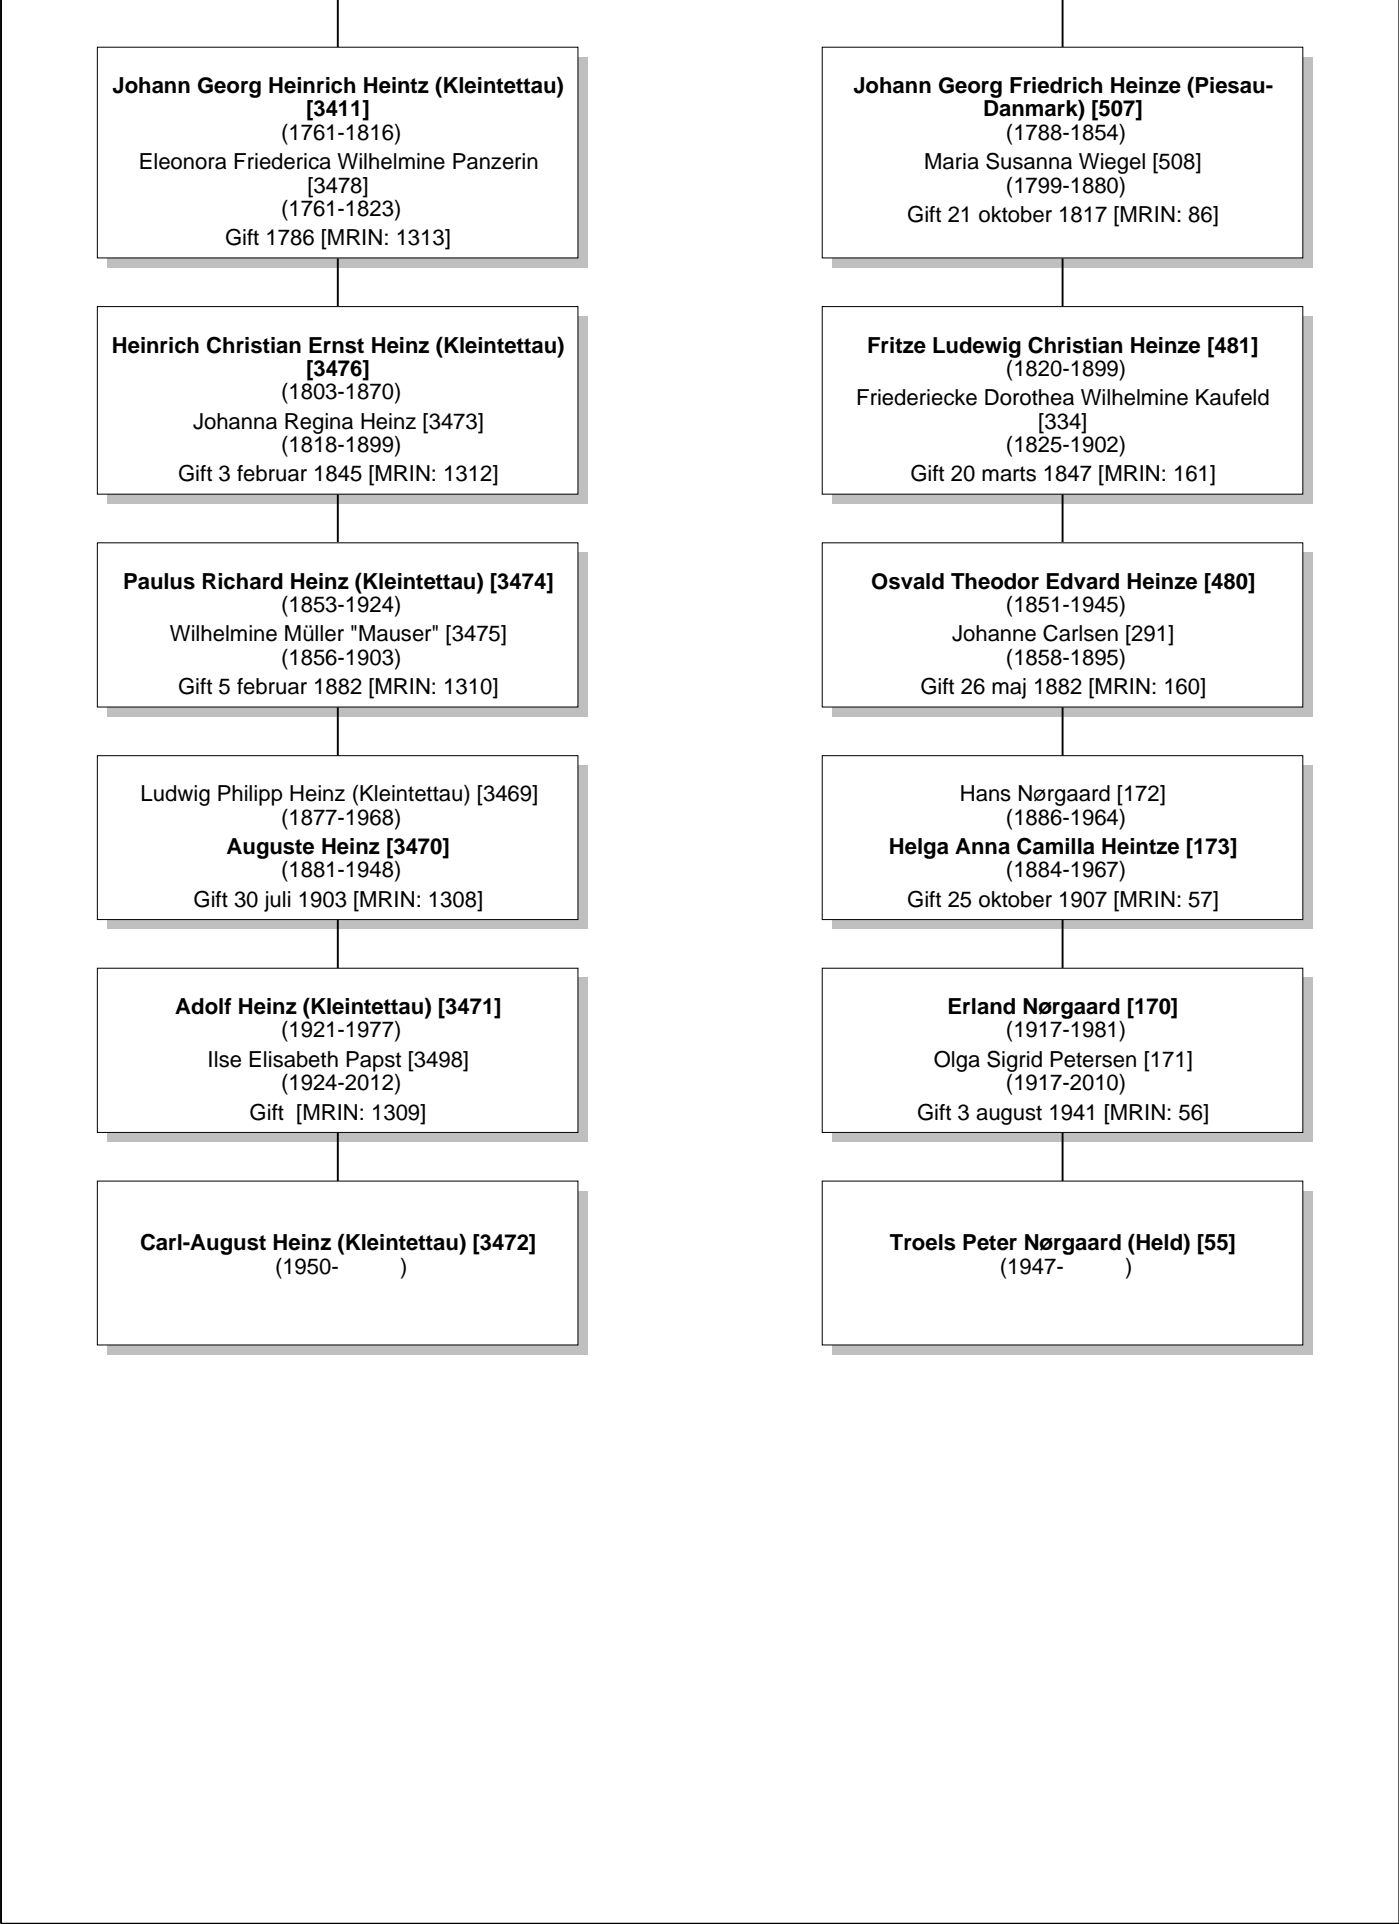 Johann Georg Heinrich Heintz (Kleintettau)
[3411]
(1761-1816)
Eleonora Friederica Wilhelmine Panzerin
[3478]
(1761-1823)
Gift 1786 [MRIN: 1313]
Heinrich Christian Ernst Heinz (Kleintettau)
[3476]
(1803-1870)
Johanna Regina Heinz [3473]
(1818-1899)
Gift 3 februar 1845 [MRIN: 1312]
Paulus Richard Heinz (Kleintettau) [3474]
(1853-1924)
Wilhelmine Müller "Mauser" [3475]
(1856-1903)
Gift 5 februar 1882 [MRIN: 1310]
Ludwig Philipp Heinz (Kleintettau) [3469]
(1877-1968)
Auguste Heinz [3470]
(1881-1948)
Gift 30 juli 1903 [MRIN: 1308]
Adolf Heinz (Kleintettau) [3471]
(1921-1977)
Ilse Elisabeth Papst [3498]
(1924-2012)
Gift  [MRIN: 1309]
Carl-August Heinz (Kleintettau) [3472]
(1950-          )
Johann Georg Friedrich Heinze (Piesau-
Danmark) [507]
(1788-1854)
Maria Susanna Wiegel [508]
(1799-1880)
Gift 21 oktober 1817 [MRIN: 86]
Fritze Ludewig Christian Heinze [481]
(1820-1899)
Friederiecke Dorothea Wilhelmine Kaufeld
[334]
(1825-1902)
Gift 20 marts 1847 [MRIN: 161]
Osvald Theodor Edvard Heinze [480]
(1851-1945)
Johanne Carlsen [291]
(1858-1895)
Gift 26 maj 1882 [MRIN: 160]
Hans Nørgaard [172]
(1886-1964)
Helga Anna Camilla Heintze [173]
(1884-1967)
Gift 25 oktober 1907 [MRIN: 57]
Erland Nørgaard [170]
(1917-1981)
Olga Sigrid Petersen [171]
(1917-2010)
Gift 3 august 1941 [MRIN: 56]
Troels Peter Nørgaard (Held) [55]
(1947-          )